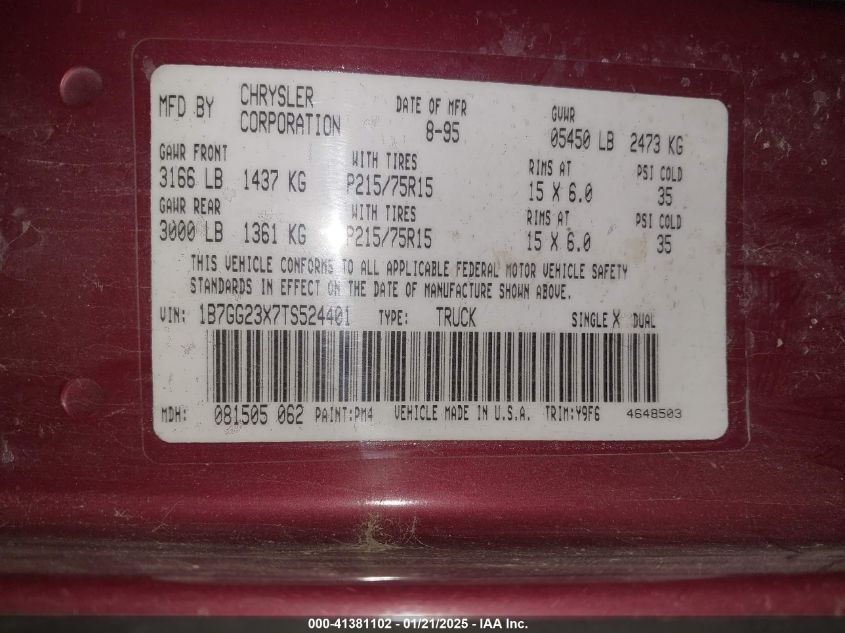 MFD BY CHRYSLER CORPORATION DATE OF MFR 8-95 GVWR 05450 LB 2473 KG
GAWR FRONT WITH TIRES RIMS AT PSI COLD
3166 LB 1437 KG P215/75R15 15 X 6.0 35
GAWR REAR WITH TIRES RIMS AT PSI COLD
3000 LB 1361 KG P215/75R15 15 X 6.0 35
THIS VEHICLE CONFORMS TO ALL APPLICABLE FEDERAL MOTOR VEHICLE SAFETY
STANDARDS IN EFFECT ON THE DATE OF MANUFACTURE SHOWN ABOVE.
VIN: 1B7GG23X7TS524401 TYPE: TRUCK SINGLE X DUAL
MDH: 081505 062 PAINT:PM4 VEHICLE MADE IN U.S.A. TRIM:Y9F6 4648503
000-41381102 - 01/21/2025 - IAA Inc.